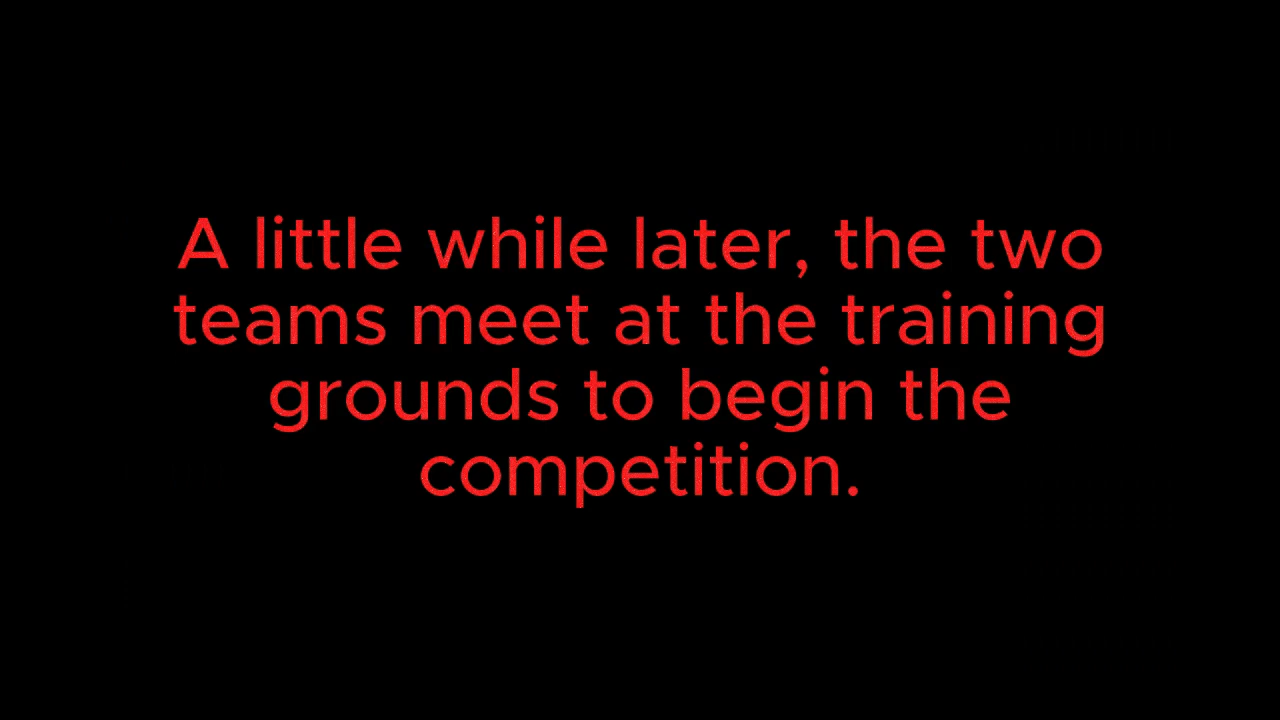 A little while later, the two
teams meet at the training
grounds to begin the
competition.